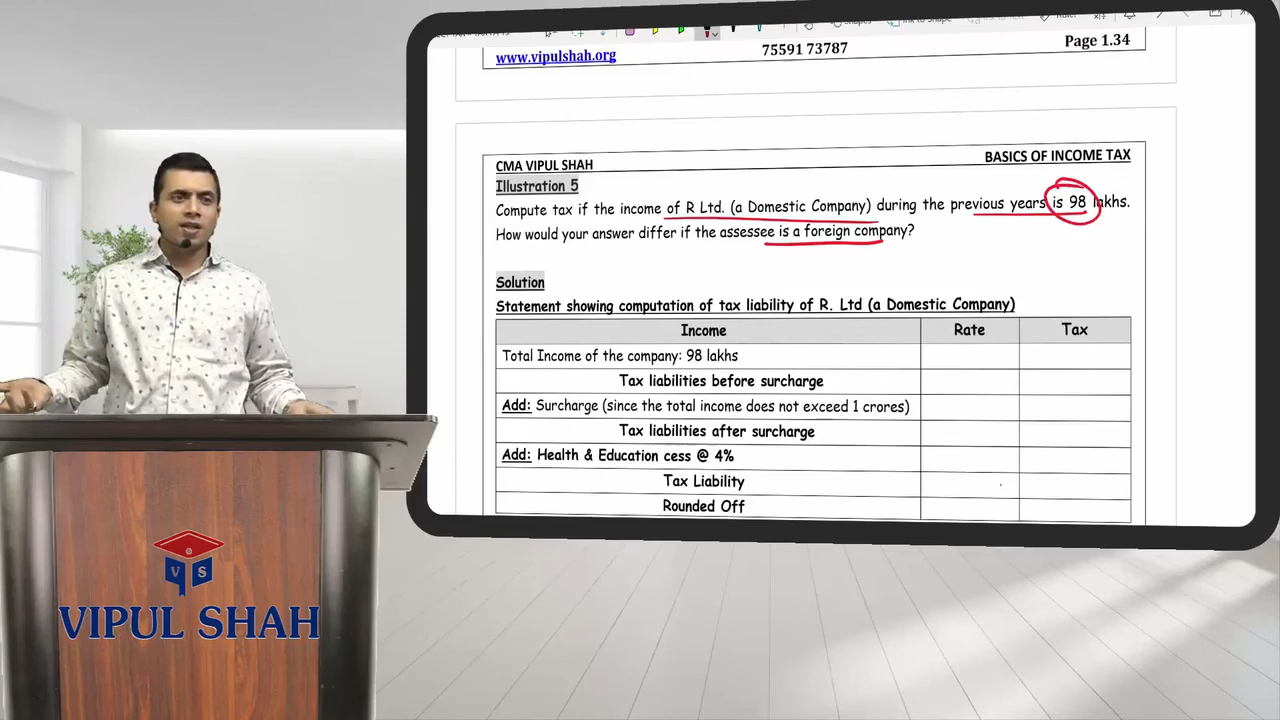 www.vipulshah.org 75591 73787 Page 1.34
CMA VIPUL SHAH BASICS OF INCOME TAX
Illustration 5
Compute tax if the income of R Ltd. (a Domestic Company) during the previous years is 98 lakhs.
How would your answer differ if the assessee is a foreign company?
Solution
Statement showing computation of tax liability of R. Ltd (a Domestic Company)
Income Rate Tax
Total Income of the company: 98 lakhs
Tax liabilities before surcharge
Add: Surcharge (since the total income does not exceed 1 crores)
Tax liabilities after surcharge
Add: Health & Education cess @ 4%
Tax Liability
Rounded Off
V S
VIPUL SHAH